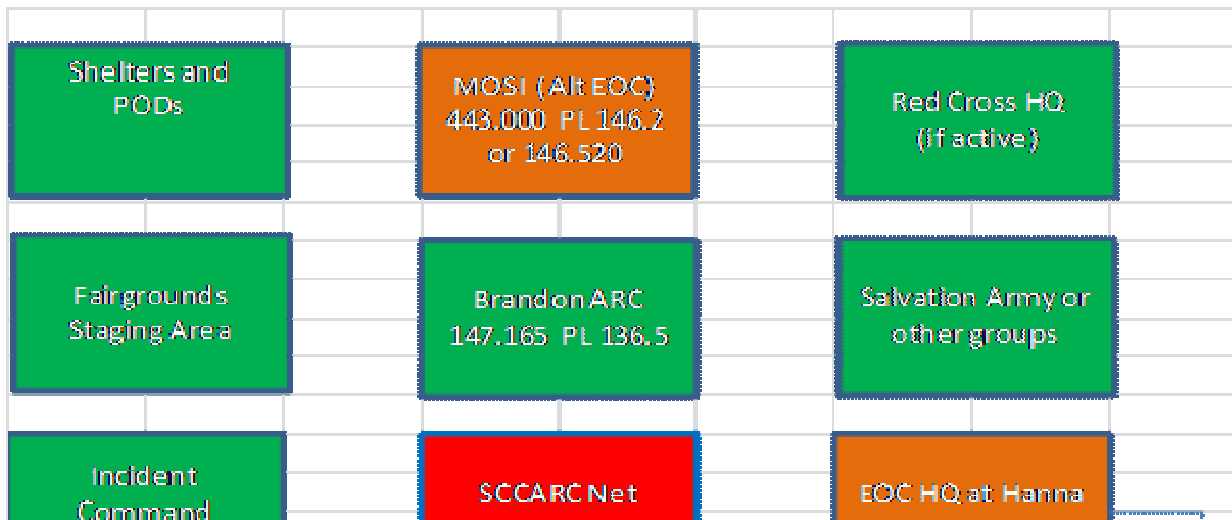 Shelters and
PODs
MOSI (Alt EOC)
443.000 PL 146.2
or 146.520
Red Cross HQ
(if active)
Fairgrounds
Staging Area
Brandon ARC
147.165 PL 136.5
Salvation Army or
other groups
Incident
Command
SCCARC Net
EOC HQ at Hanna